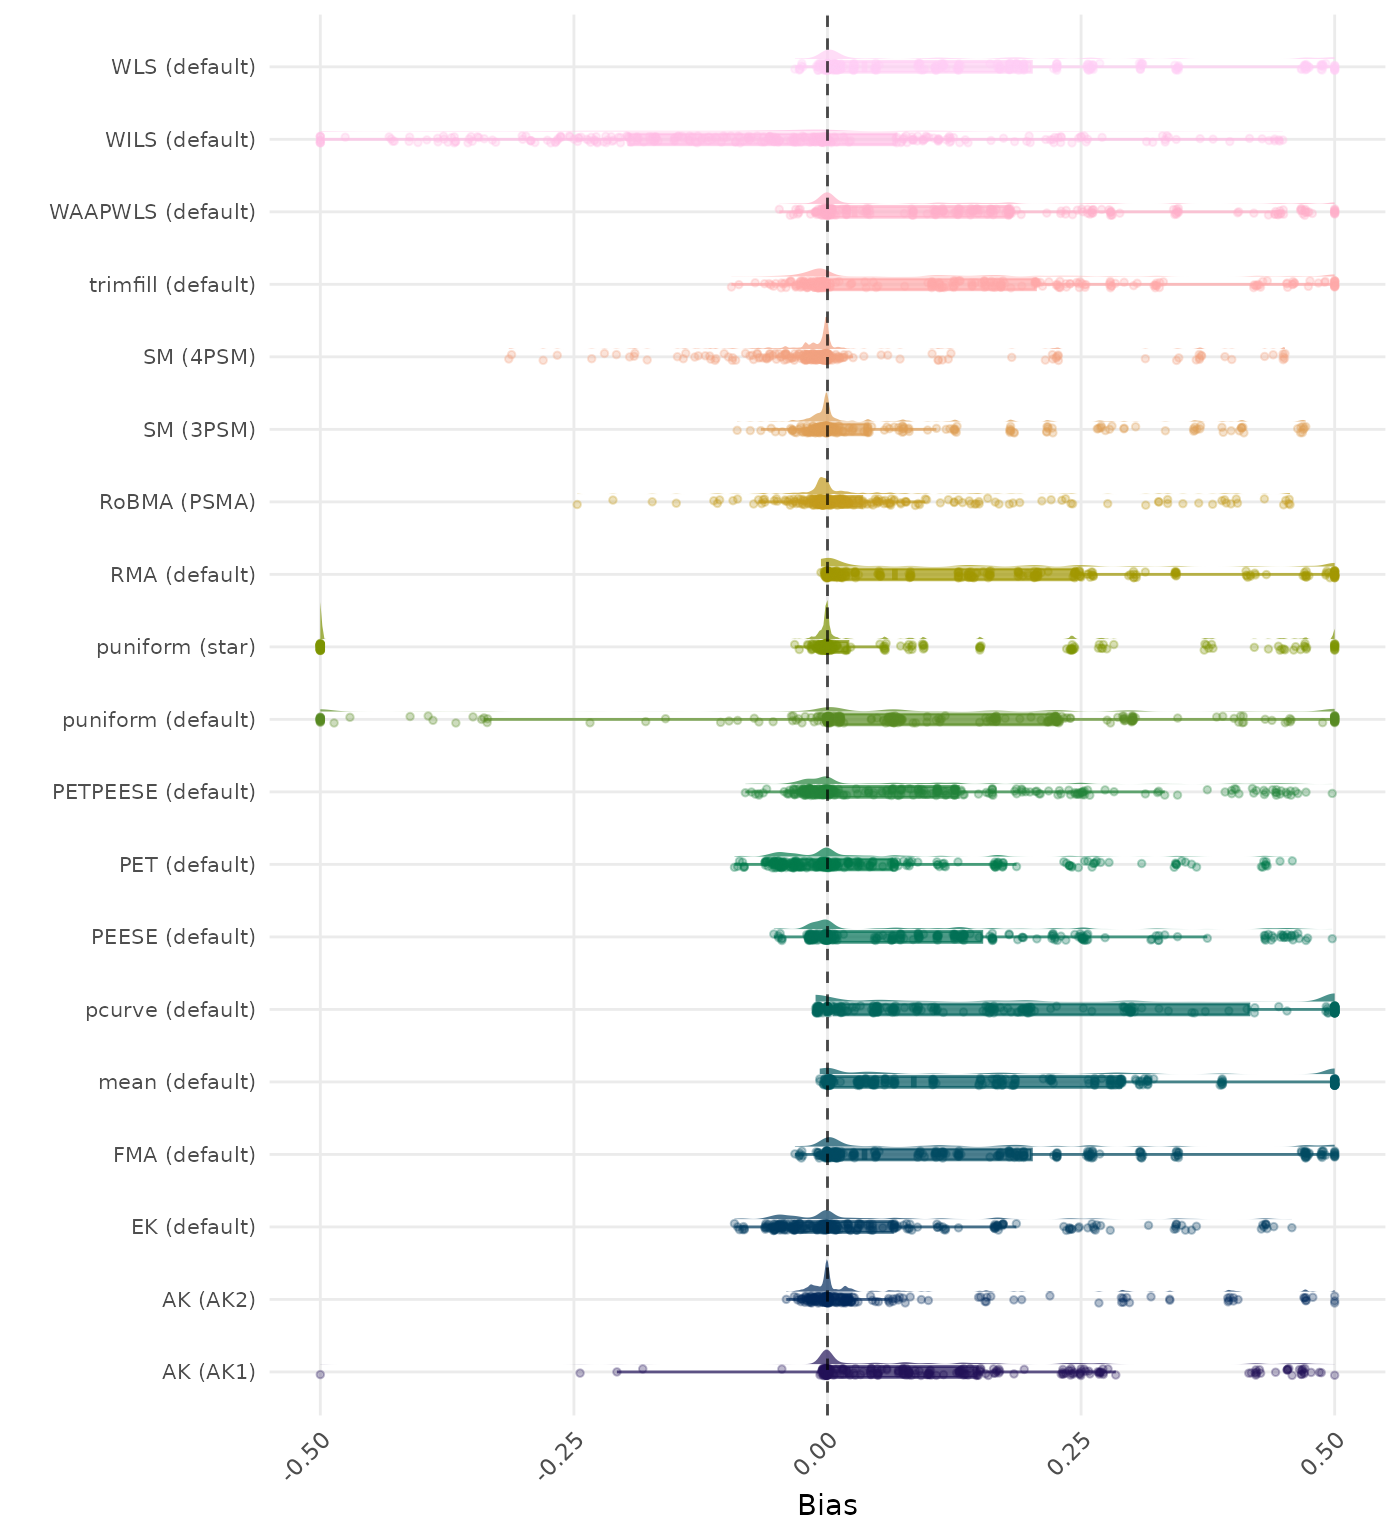 WLS (default)
WILS (default)
WAAPWLS (default)
trimfill (default)
SM (4PSM)
SM (3PSM)
RoBMA (PSMA)
RMA (default)
puniform (star)
puniform (default)
PETPEESE (default)
PET (default)
PEESE (default)
pcurve (default)
mean (default)
FMA (default)
EK (default)
AK (AK2)
AK (AK1)
-0.50
-0.25
0.00
0.25
0.50
Bias